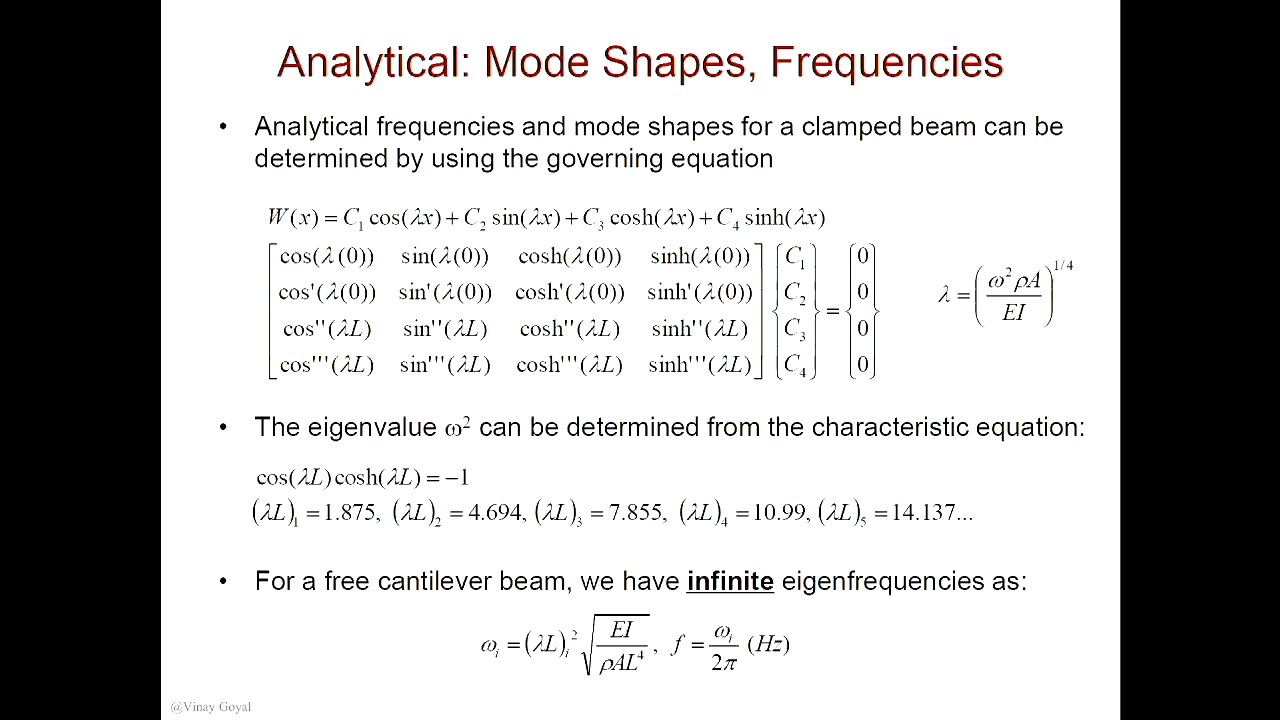 Analytical: Mode Shapes, Frequencies
• Analytical frequencies and mode shapes for a clamped beam can be
determined by using the governing equation
W(x) = C₁ cos(λx) + C₂ sin(λx) + C₃ cosh(λx) + C₄ sinh(λx)
[cos(λ(0)) sin(λ(0)) cosh(λ(0)) sinh(λ(0))] {C₁} {0}
[cos'(λ(0)) sin'(λ(0)) cosh'(λ(0)) sinh'(λ(0))] {C₂} = {0} λ = (ω²ρA / EI)^1/4
[cos''(λL) sin''(λL) cosh''(λL) sinh''(λL)] {C₃} {0}
[cos'''(λL) sin'''(λL) cosh'''(λL) sinh'''(λL)] {C₄} {0}
• The eigenvalue ω² can be determined from the characteristic equation:
cos(λL)cosh(λL) = −1
(λL)₁ = 1.875, (λL)₂ = 4.694, (λL)₃ = 7.855, (λL)₄ = 10.99, (λL)₅ = 14.137...
• For a free cantilever beam, we have infinite eigenfrequencies as:
ωᵢ = (λL)ᵢ² √(EI / ρAL⁴), f = ωᵢ / 2π (Hz)
@Vinay Goyal